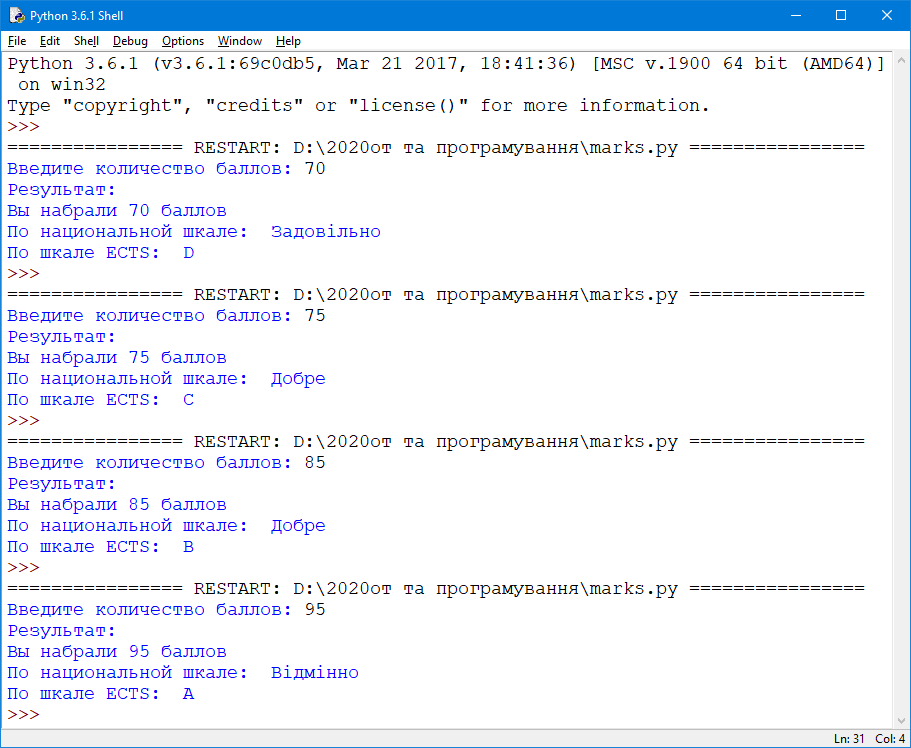 Python 3.6.1 Shell
File Edit Shell Debug Options Window Help
Python 3.6.1 (v3.6.1:69c0db5, Mar 21 2017, 18:41:36) [MSC v.1900 64 bit (AMD64)]
 on win32
Type "copyright", "credits" or "license()" for more information.
>>>
================ RESTART: D:\2020от та програмування\marks.py ================
Введите количество баллов: 70
Результат:
Вы набрали 70 баллов
По национальной шкале:  Задовільно
По шкале ECTS:  D
>>>
================ RESTART: D:\2020от та програмування\marks.py ================
Введите количество баллов: 75
Результат:
Вы набрали 75 баллов
По национальной шкале:  Добре
По шкале ECTS:  C
>>>
================ RESTART: D:\2020от та програмування\marks.py ================
Введите количество баллов: 85
Результат:
Вы набрали 85 баллов
По национальной шкале:  Добре
По шкале ECTS:  B
>>>
================ RESTART: D:\2020от та програмування\marks.py ================
Введите количество баллов: 95
Результат:
Вы набрали 95 баллов
По национальной шкале:  Відмінно
По шкале ECTS:  A
>>>
Ln: 31 Col: 4